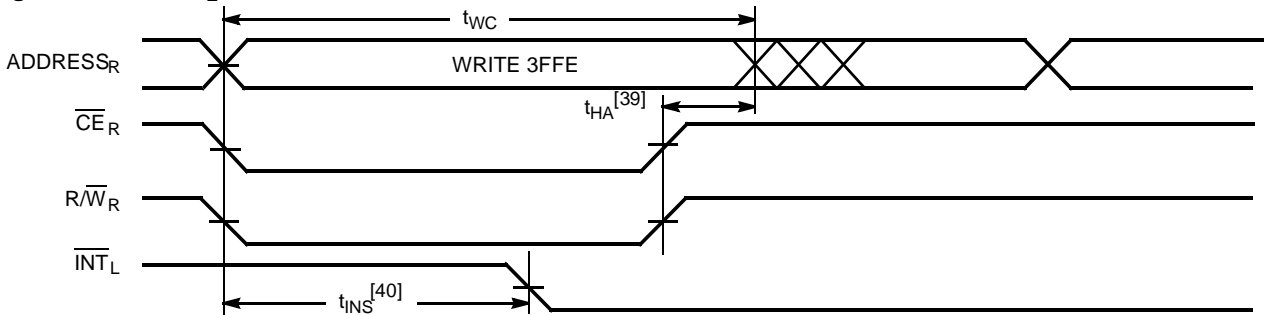 tWC
ADDRESSR
WRITE 3FFE
tHA[39]
CER
R/WR
INTL
tINS[40]